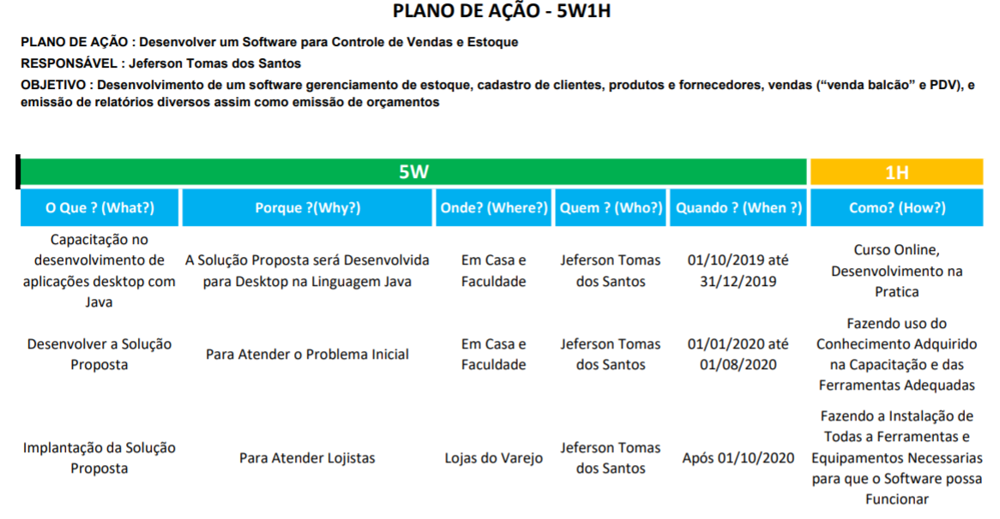 PLANO DE AÇÃO - 5W1H
PLANO DE AÇÃO : Desenvolver um Software para Controle de Vendas e Estoque
RESPONSÁVEL : Jeferson Tomas dos Santos
OBJETIVO : Desenvolvimento de um software gerenciamento de estoque, cadastro de clientes, produtos e fornecedores, vendas (“venda balcão” e PDV), e
emissão de relatórios diversos assim como emissão de orçamentos
5W
1H
O Que ? (What?)
Porque ?(Why?)
Onde? (Where?)
Quem ? (Who?)
Quando ? (When ?)
Como? (How?)
Capacitação no
desenvolvimento de
aplicações desktop com
Java
A Solução Proposta será Desenvolvida
para Desktop na Linguagem Java
Em Casa e
Faculdade
Jeferson Tomas
dos Santos
01/10/2019 até
31/12/2019
Curso Online,
Desenvolvimento na
Pratica
Desenvolver a Solução
Proposta
Para Atender o Problema Inicial
Em Casa e
Faculdade
Jeferson Tomas
dos Santos
01/01/2020 até
01/08/2020
Fazendo uso do
Conhecimento Adquirido
na Capacitação e das
Ferramentas Adequadas
Implantação da Solução
Proposta
Para Atender Lojistas
Lojas do Varejo
Jeferson Tomas
dos Santos
Após 01/10/2020
Fazendo a Instalação de
Todas a Ferramentas e
Equipamentos Necessarias
para que o Software possa
Funcionar